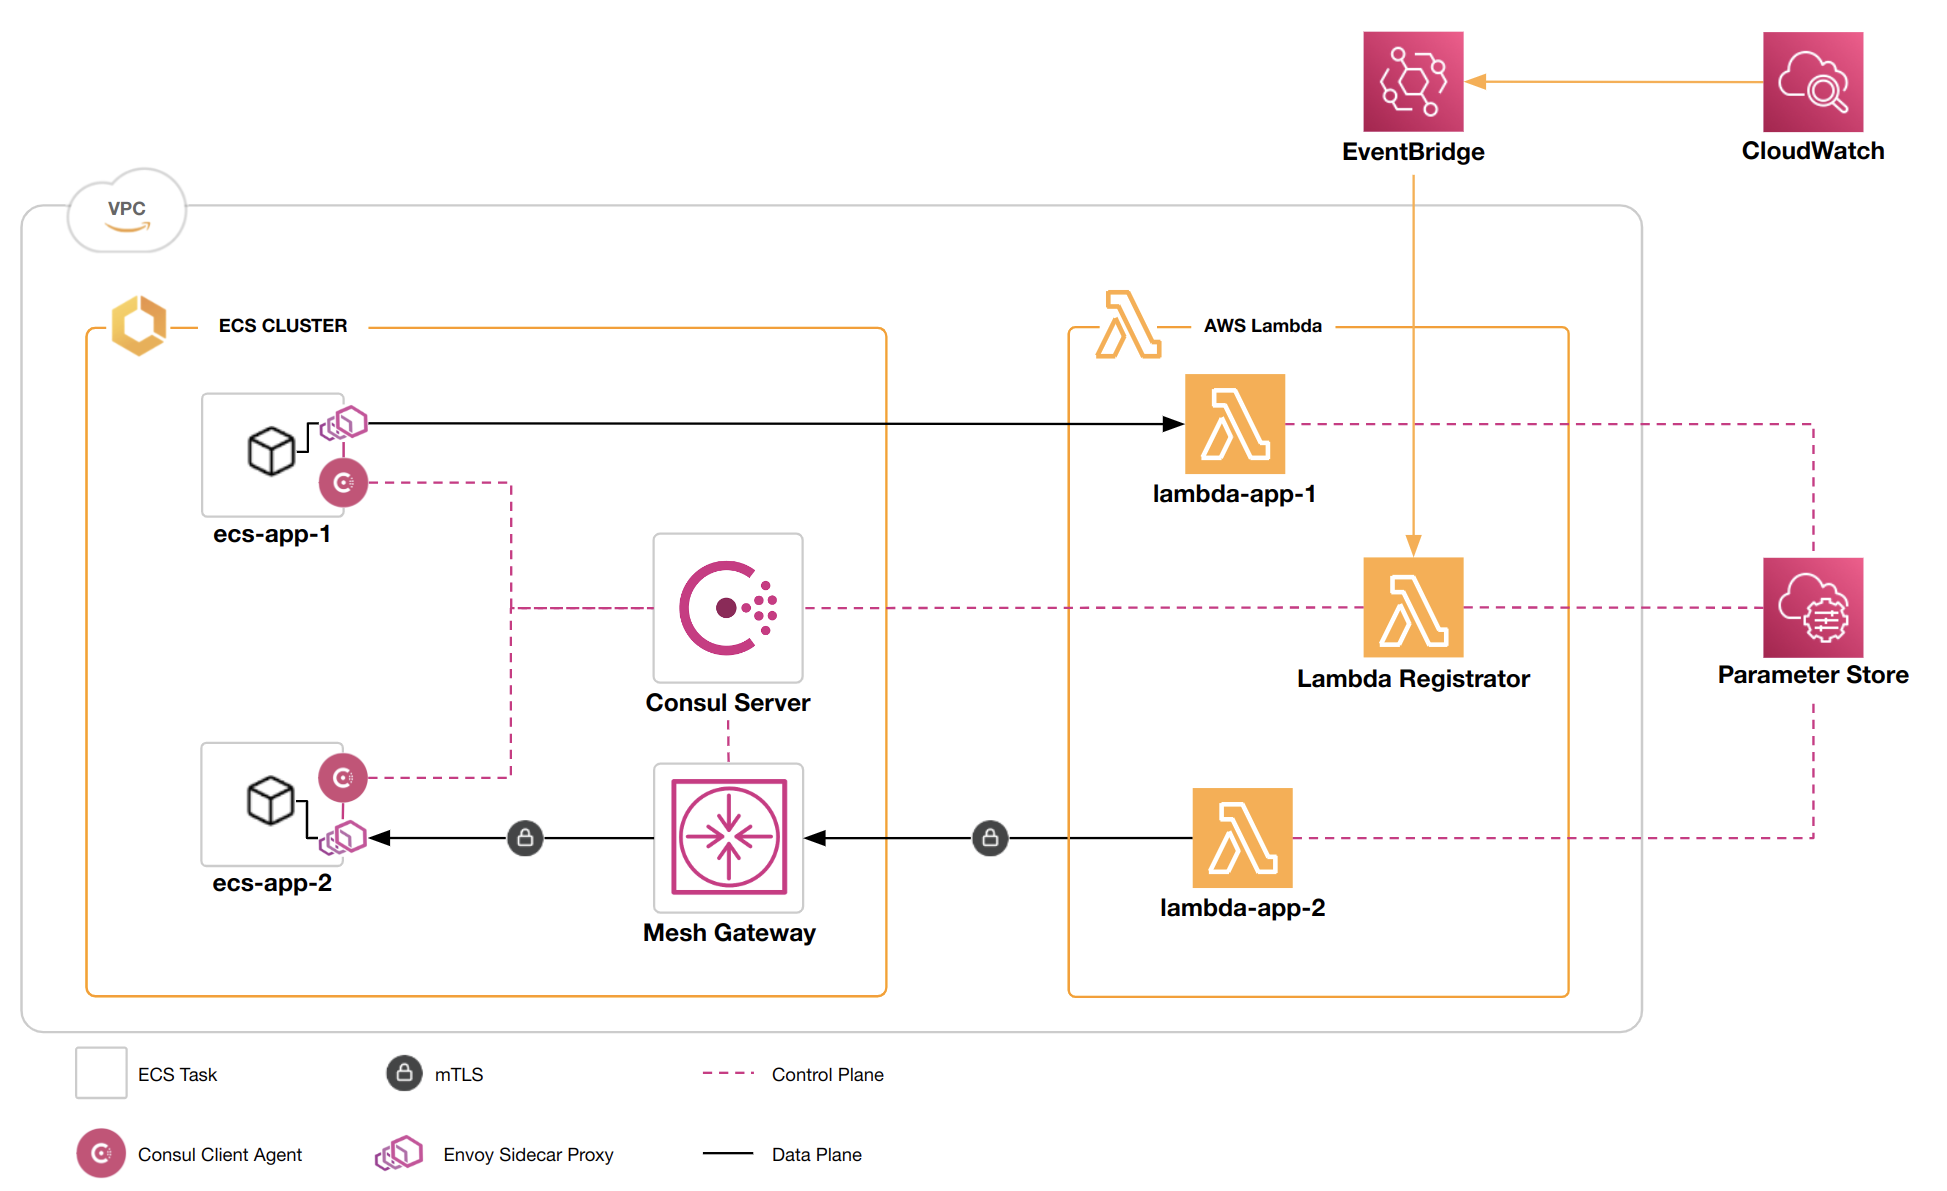 EventBridge
CloudWatch
VPC
ECS CLUSTER
AWS Lambda
lambda-app-1
ecs-app-1
Consul Server
Lambda Registrator
Parameter Store
ecs-app-2
Mesh Gateway
lambda-app-2
ECS Task
mTLS
Control Plane
Consul Client Agent
Envoy Sidecar Proxy
Data Plane